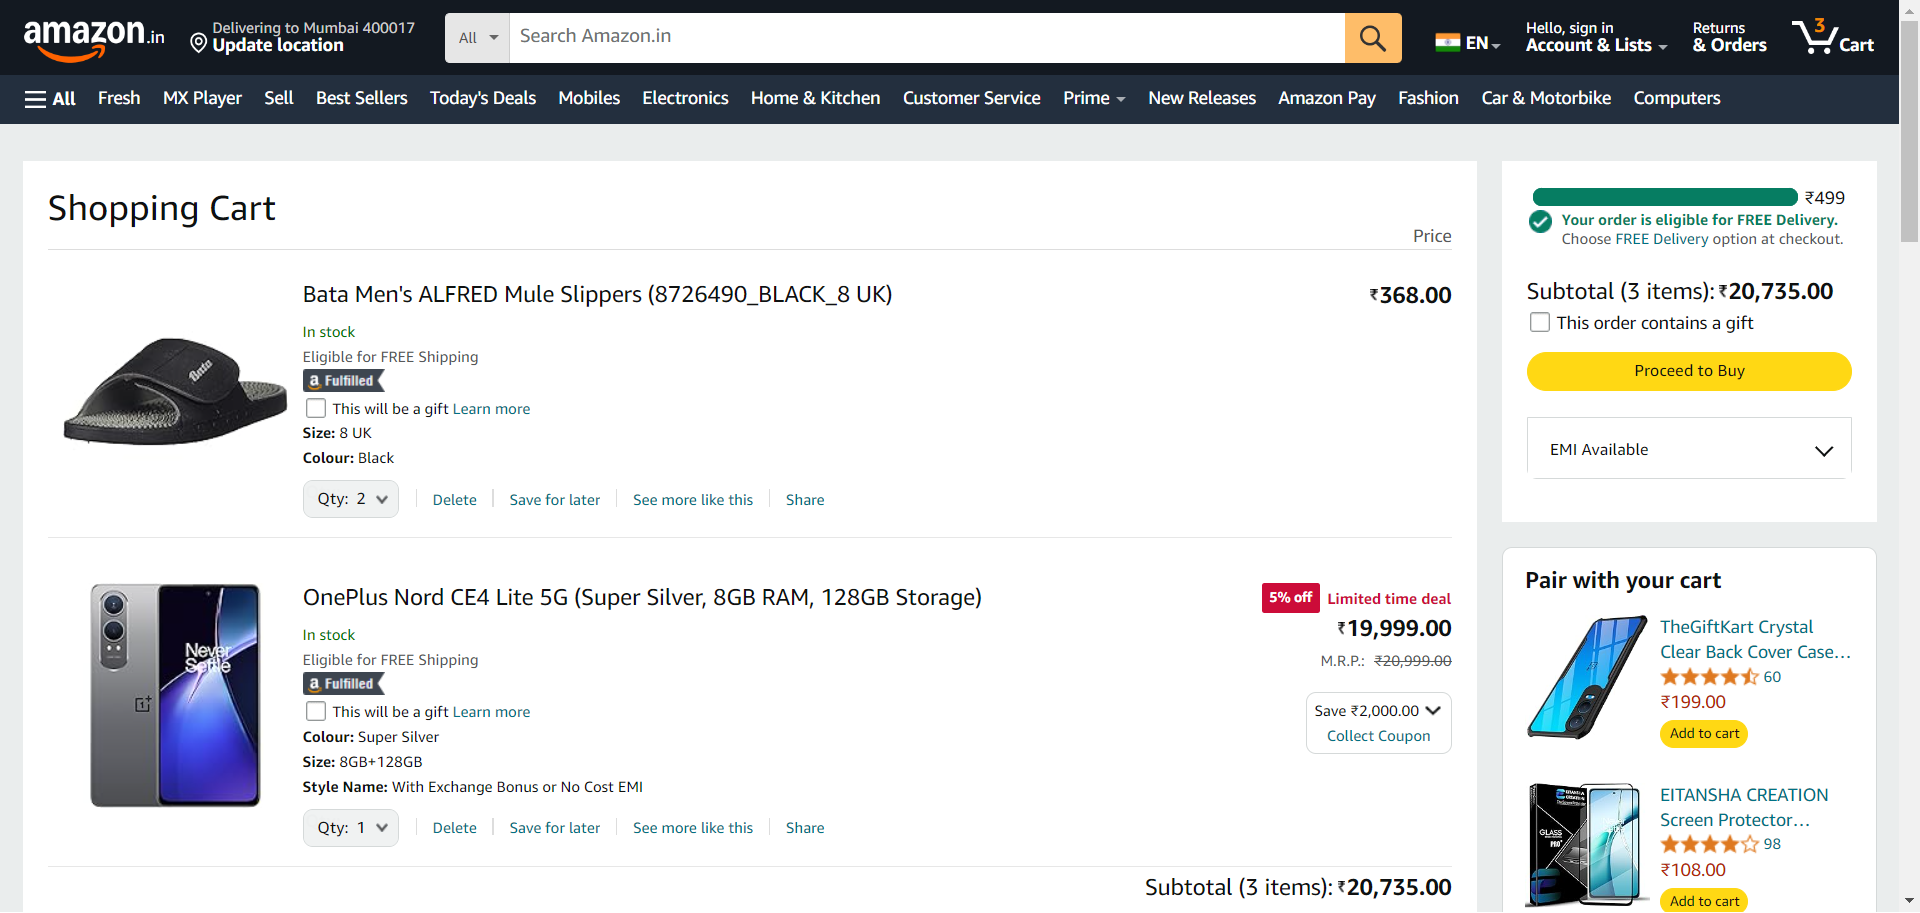 amazon.in
Delivering to Mumbai 400017
Update location
All
Search Amazon.in
EN
Hello, sign in
Account & Lists
Returns
& Orders
3
Cart
All
Fresh
MX Player
Sell
Best Sellers
Today's Deals
Mobiles
Electronics
Home & Kitchen
Customer Service
Prime
New Releases
Amazon Pay
Fashion
Car & Motorbike
Computers
Shopping Cart
Price
Bata Men's ALFRED Mule Slippers (8726490_BLACK_8 UK)
₹368.00
In stock
Eligible for FREE Shipping
a Fulfilled
This will be a gift Learn more
Size: 8 UK
Colour: Black
Qty: 2
Delete
Save for later
See more like this
Share
Bata
OnePlus Nord CE4 Lite 5G (Super Silver, 8GB RAM, 128GB Storage)
5% off
Limited time deal
₹19,999.00
M.R.P.: ₹20,999.00
In stock
Eligible for FREE Shipping
a Fulfilled
This will be a gift Learn more
Colour: Super Silver
Size: 8GB+128GB
Style Name: With Exchange Bonus or No Cost EMI
Save ₹2,000.00
Collect Coupon
Qty: 1
Delete
Save for later
See more like this
Share
Never
Settle
Subtotal (3 items): ₹20,735.00
₹499
Your order is eligible for FREE Delivery.
Choose FREE Delivery option at checkout.
Subtotal (3 items): ₹20,735.00
This order contains a gift
Proceed to Buy
EMI Available
Pair with your cart
TheGiftKart Crystal
Clear Back Cover Case...
60
₹199.00
Add to cart
EITANSHA CREATION
Screen Protector...
98
₹108.00
Add to cart
GLASS
PRO+